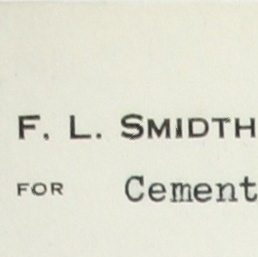 F. L. SMIDTH
FOR Cement